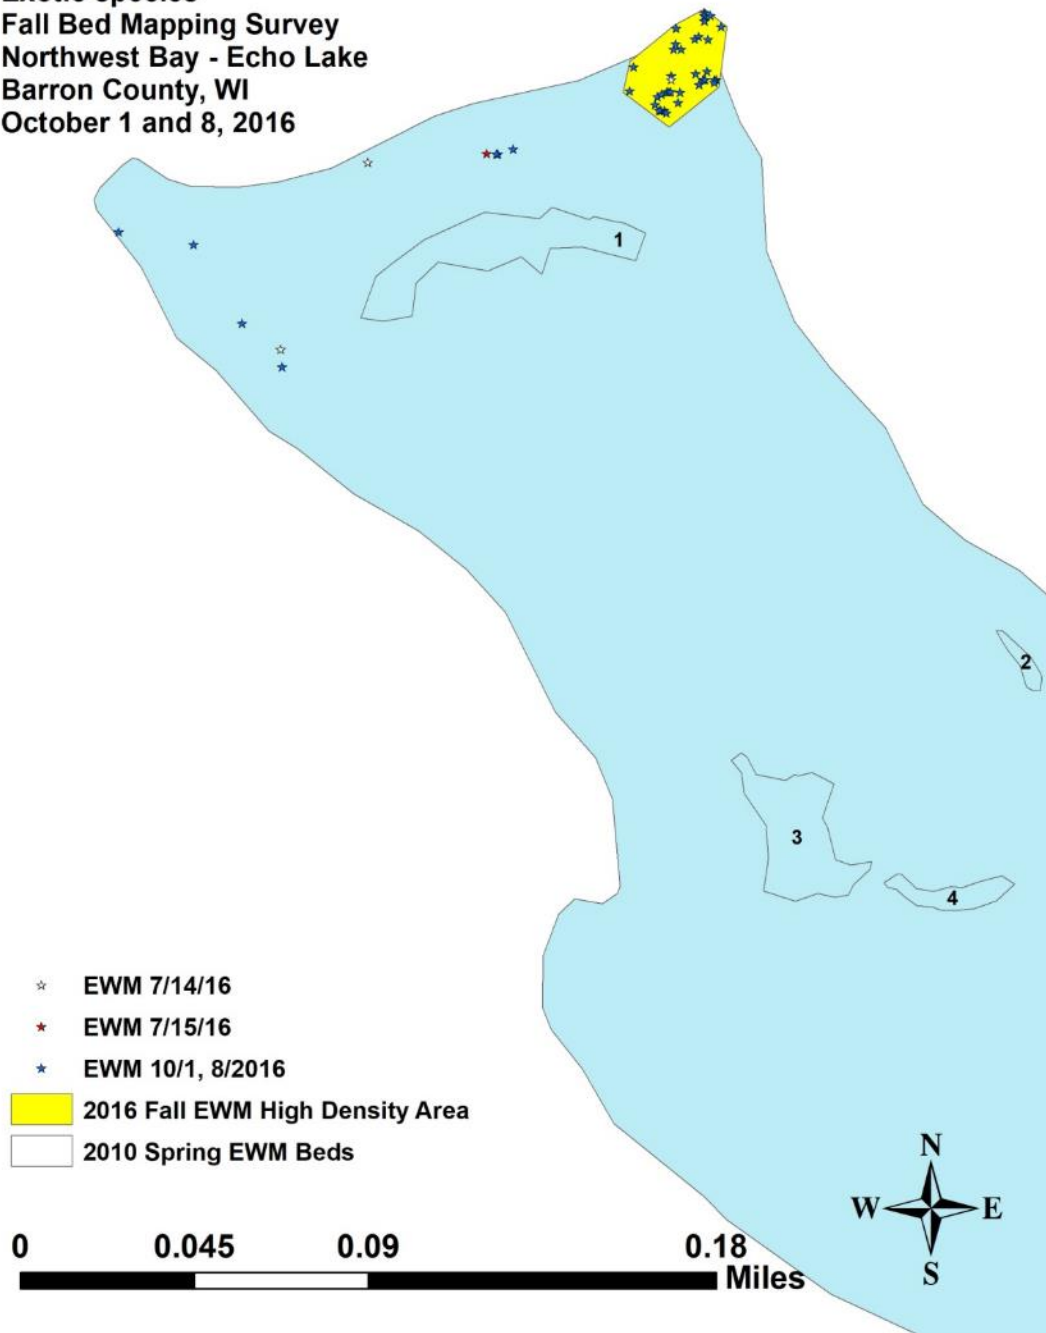 Fall Bed Mapping Survey
Northwest Bay - Echo Lake
Barron County, WI
October 1 and 8, 2016
1
2
3
4
EWM 7/14/16
EWM 7/15/16
EWM 10/1, 8/2016
2016 Fall EWM High Density Area
2010 Spring EWM Beds
N
W E
S
0 0.045 0.09 0.18
Miles